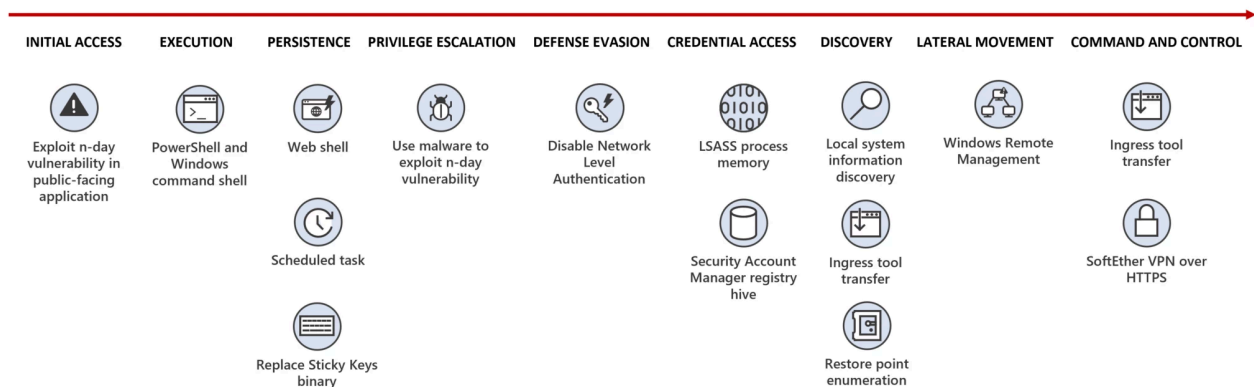 INITIAL ACCESS
EXECUTION
PERSISTENCE
PRIVILEGE ESCALATION
DEFENSE EVASION
CREDENTIAL ACCESS
DISCOVERY
LATERAL MOVEMENT
COMMAND AND CONTROL
Exploit n-day
vulnerability in
public-facing
application
PowerShell and
Windows
command shell
Web shell
Scheduled task
Replace Sticky Keys
binary
Use malware to
exploit n-day
vulnerability
Disable Network
Level
Authentication
0101
01010
0101
LSASS process
memory
Security Account
Manager registry
hive
Local system
information
discovery
Ingress tool
transfer
Restore point
enumeration
Windows Remote
Management
Ingress tool
transfer
SoftEther VPN over
HTTPS